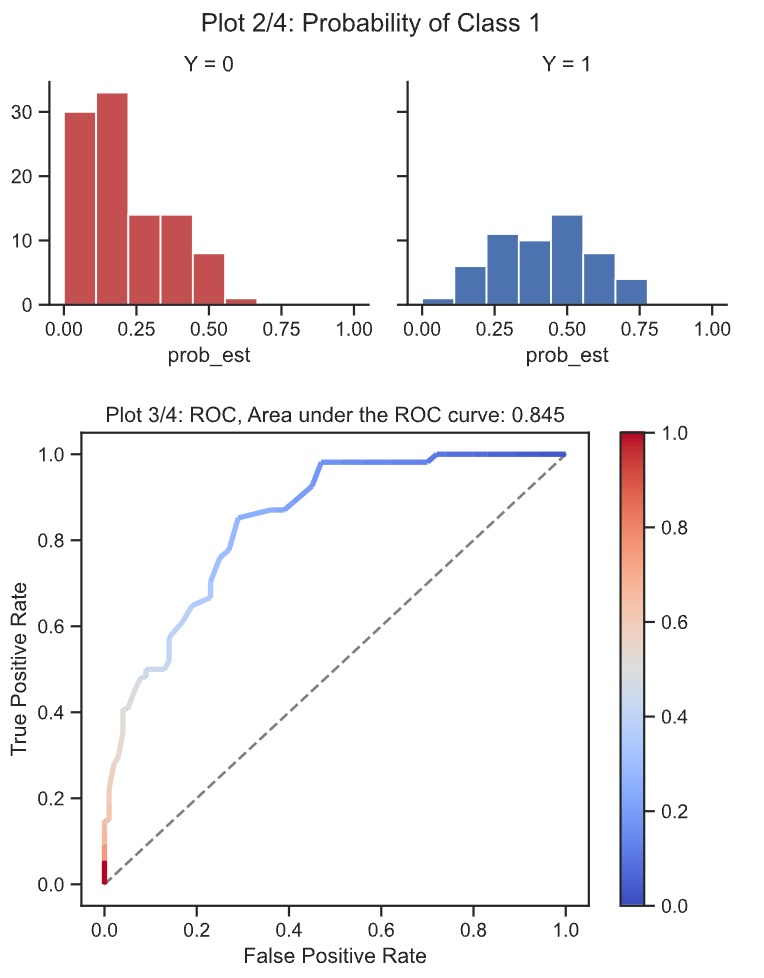 Plot 2/4: Probability of Class 1
Y = 0
Y = 1
30
20
10
0
0.00 0.25 0.50 0.75 1.00
0.00 0.25 0.50 0.75 1.00
prob_est
prob_est
Plot 3/4: ROC, Area under the ROC curve: 0.845
1.0
0.8
0.6
0.4
0.2
0.0
True Positive Rate
0.0 0.2 0.4 0.6 0.8 1.0
False Positive Rate
1.0
0.8
0.6
0.4
0.2
0.0